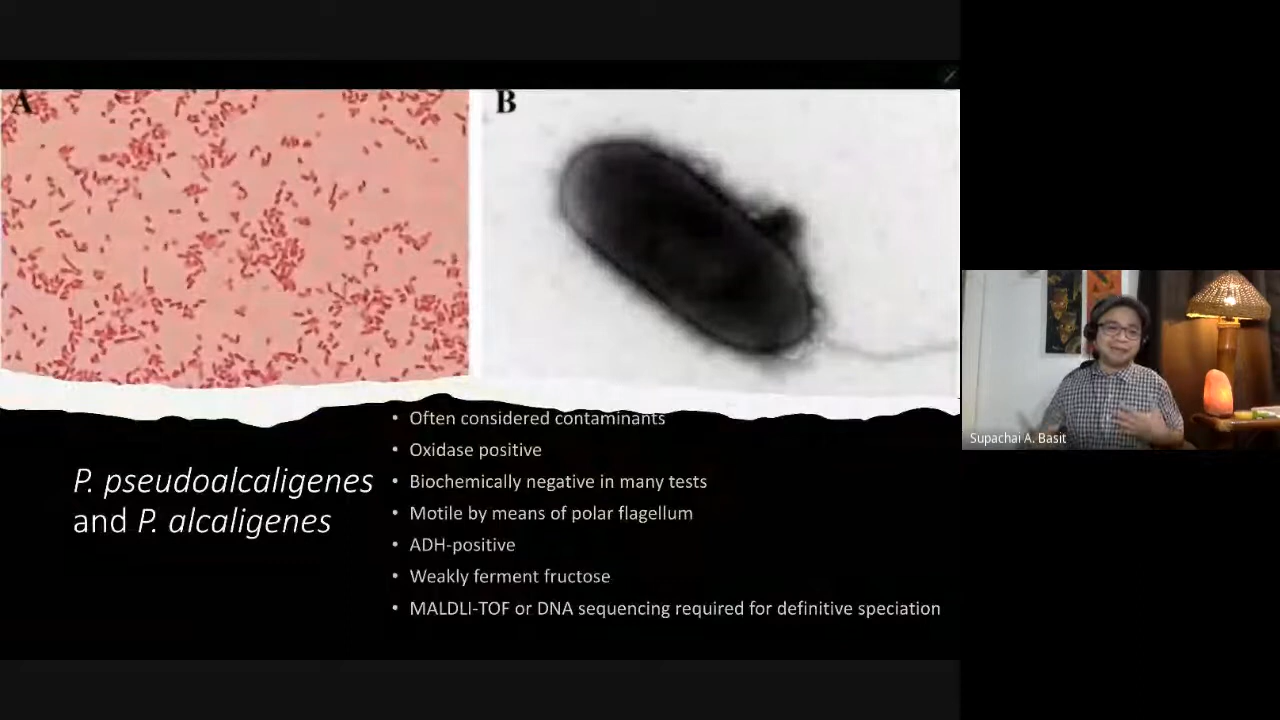 A
B
P. pseudoalcaligenes
and P. alcaligenes
• Often considered contaminants
• Oxidase positive
• Biochemically negative in many tests
• Motile by means of polar flagellum
• ADH-positive
• Weakly ferment fructose
• MALDLI-TOF or DNA sequencing required for definitive speciation
Supachai A. Basit